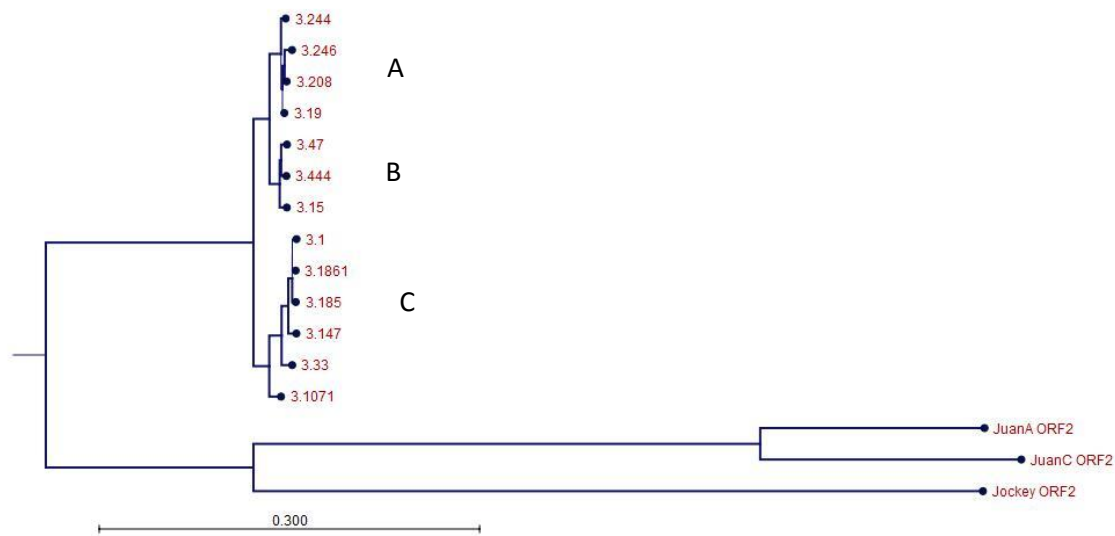 3.244
3.246
A
3.208
3.19
3.47
B
3.444
3.15
3.1
3.1861
C
3.185
3.147
3.33
3.1071
JuanA ORF2
JuanC ORF2
Jockey ORF2
0.300